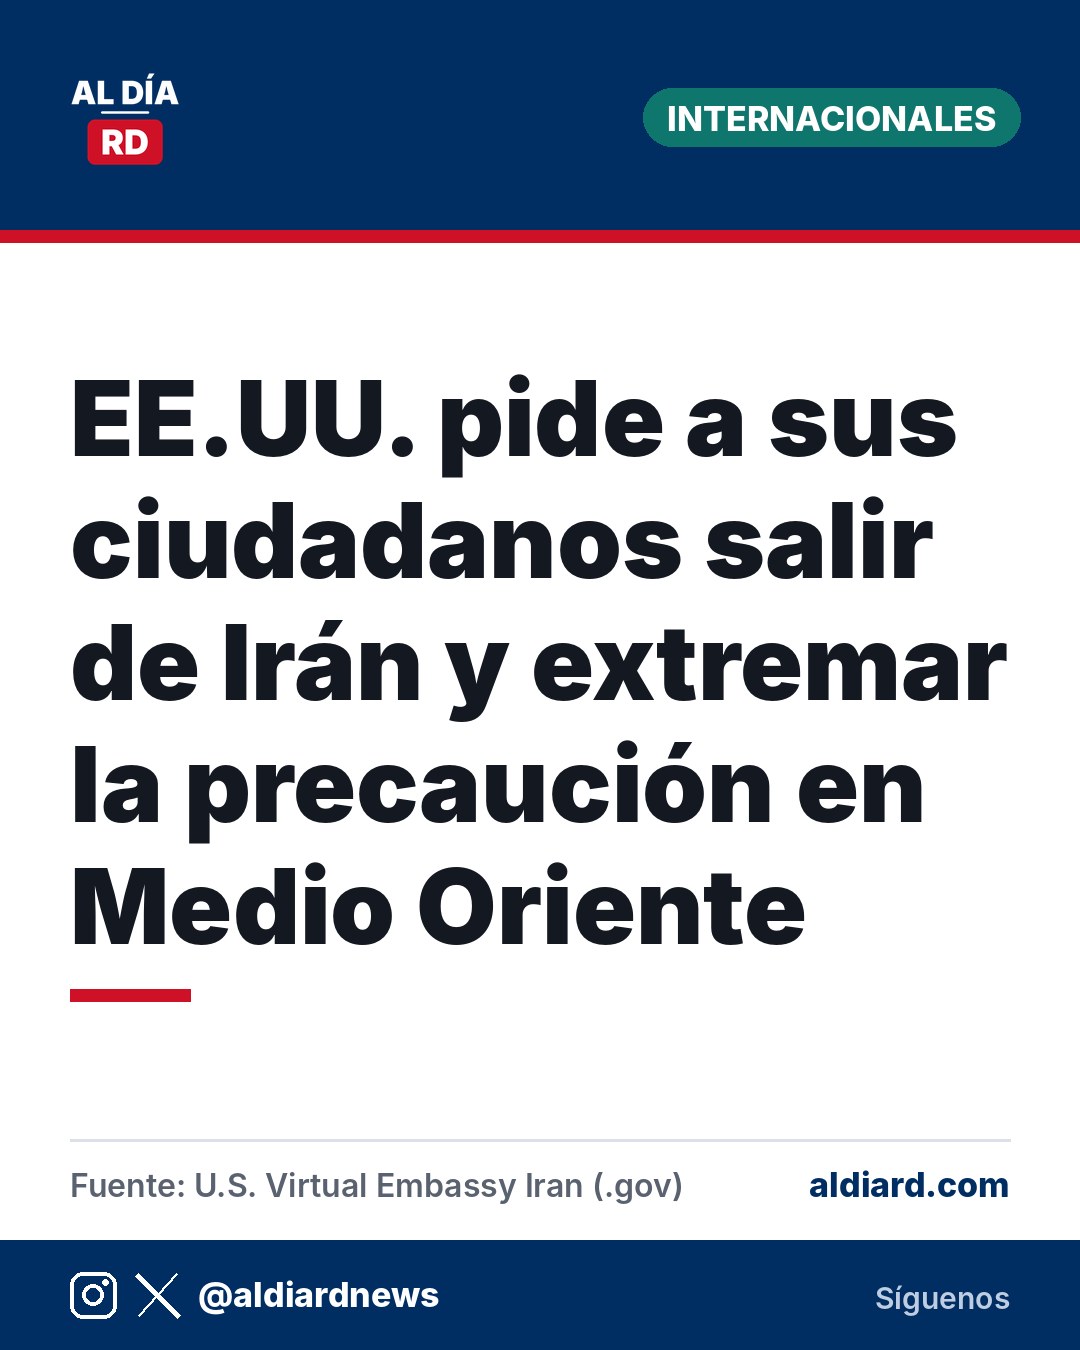 AL DÍA
RD
INTERNACIONALES
EE.UU. pide a sus
ciudadanos salir
de Irán y extremar
la precaución en
Medio Oriente
Fuente: U.S. Virtual Embassy Iran (.gov)
aldiard.com
@aldiardnews
Síguenos